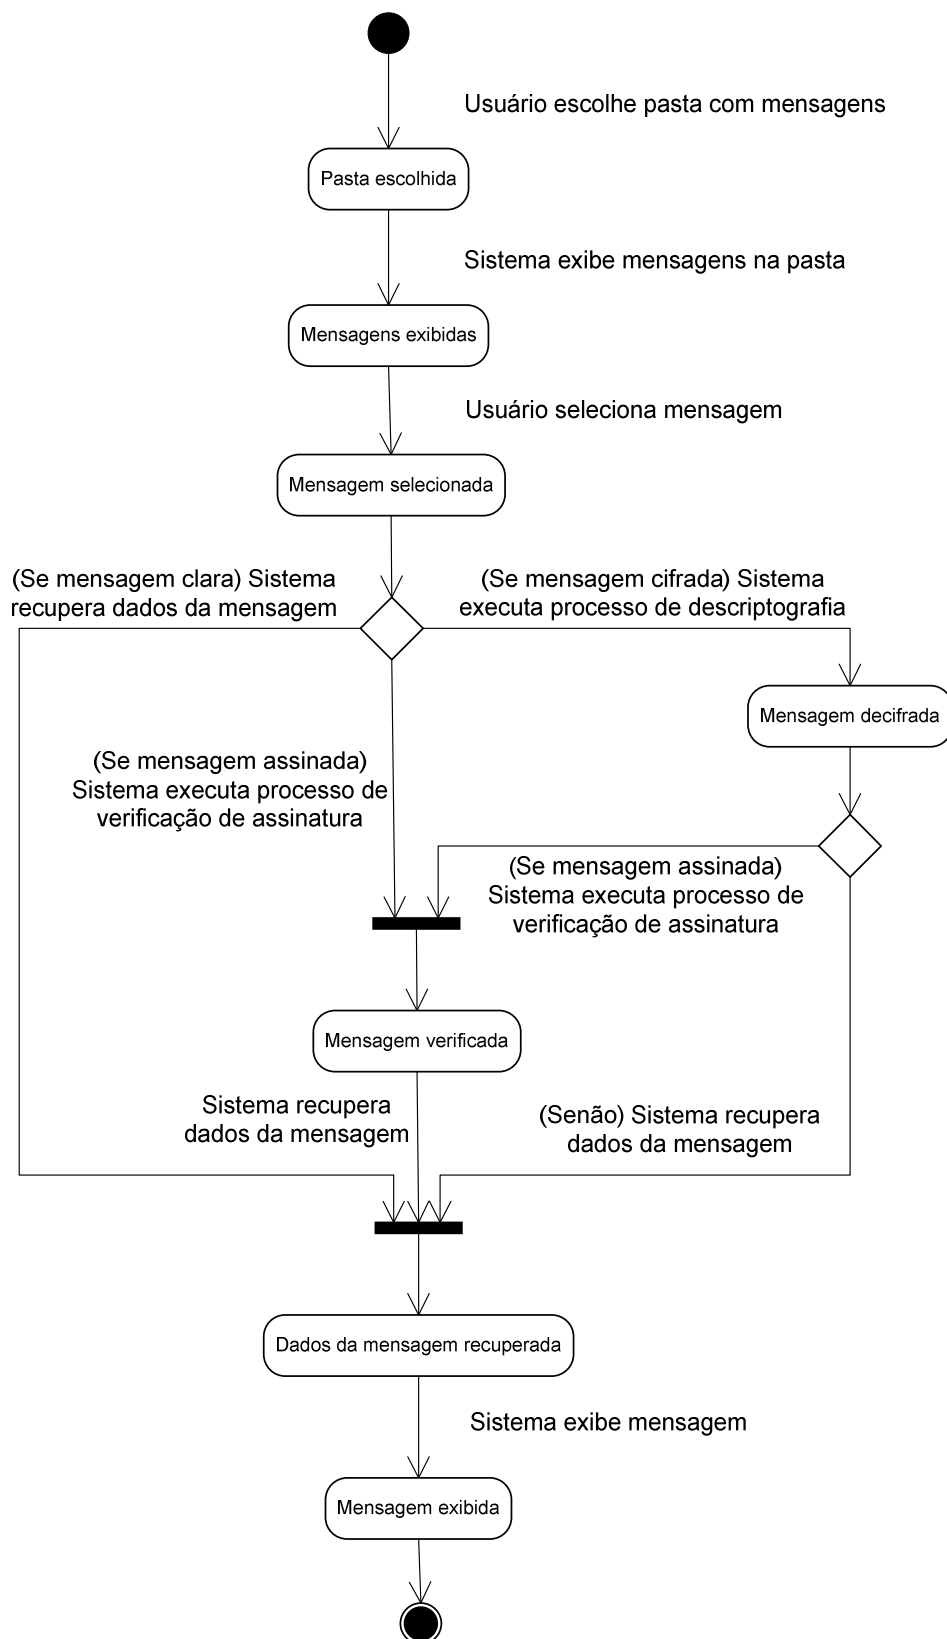 Usuário escolhe pasta com mensagens
Pasta escolhida
Sistema exibe mensagens na pasta
Mensagens exibidas
Usuário seleciona mensagem
Mensagem selecionada
(Se mensagem clara) Sistema
recupera dados da mensagem
(Se mensagem cifrada) Sistema
executa processo de descriptografia
Mensagem decifrada
(Se mensagem assinada)
Sistema executa processo de
verificação de assinatura
(Se mensagem assinada)
Sistema executa processo de
verificação de assinatura
Mensagem verificada
Sistema recupera
dados da mensagem
(Senão) Sistema recupera
dados da mensagem
Dados da mensagem recuperada
Sistema exibe mensagem
Mensagem exibida